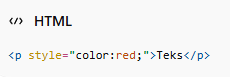 </> HTML
<p style="color:red;">Teks</p>